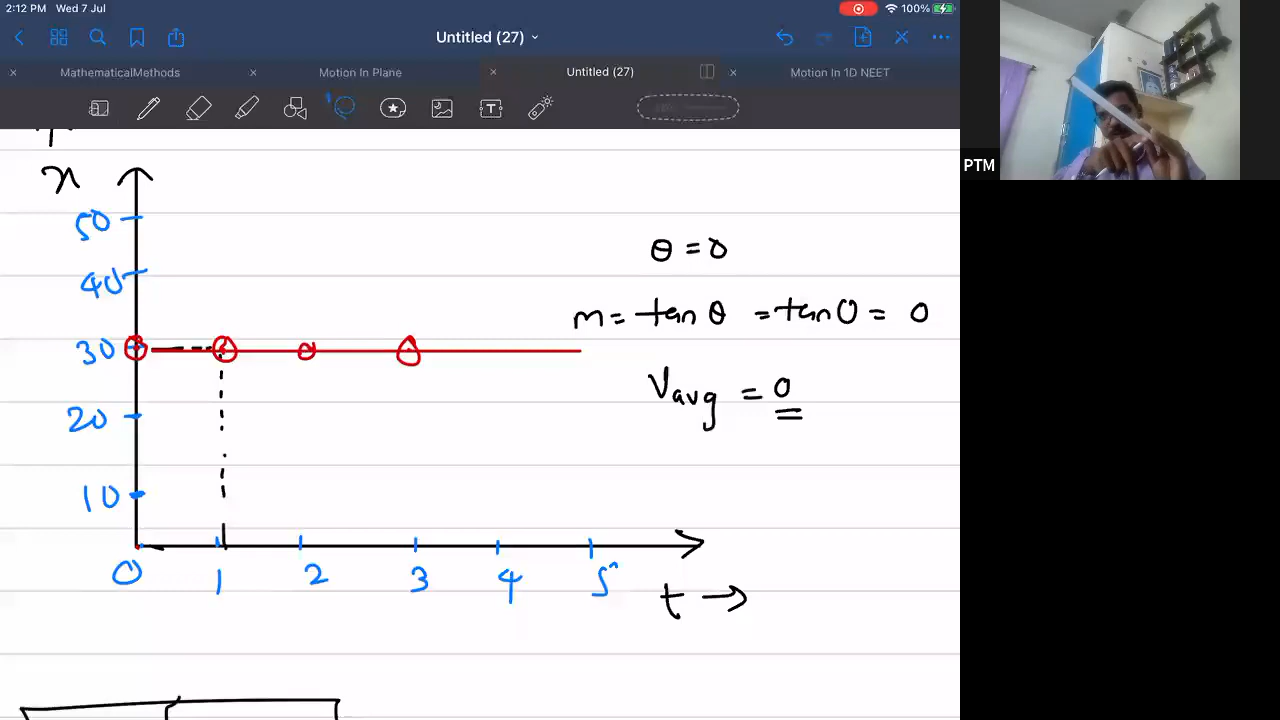 2:12 PM Wed 7 Jul
100%
Untitled (27)
MathematicalMethods
Motion In Plane
Untitled (27)
Motion In 1D NEET
PTM
x
50
40
30
20
10
0 1 2 3 4 5
t →
θ = 0
m = tan θ = tan 0 = 0
Vavg = 0